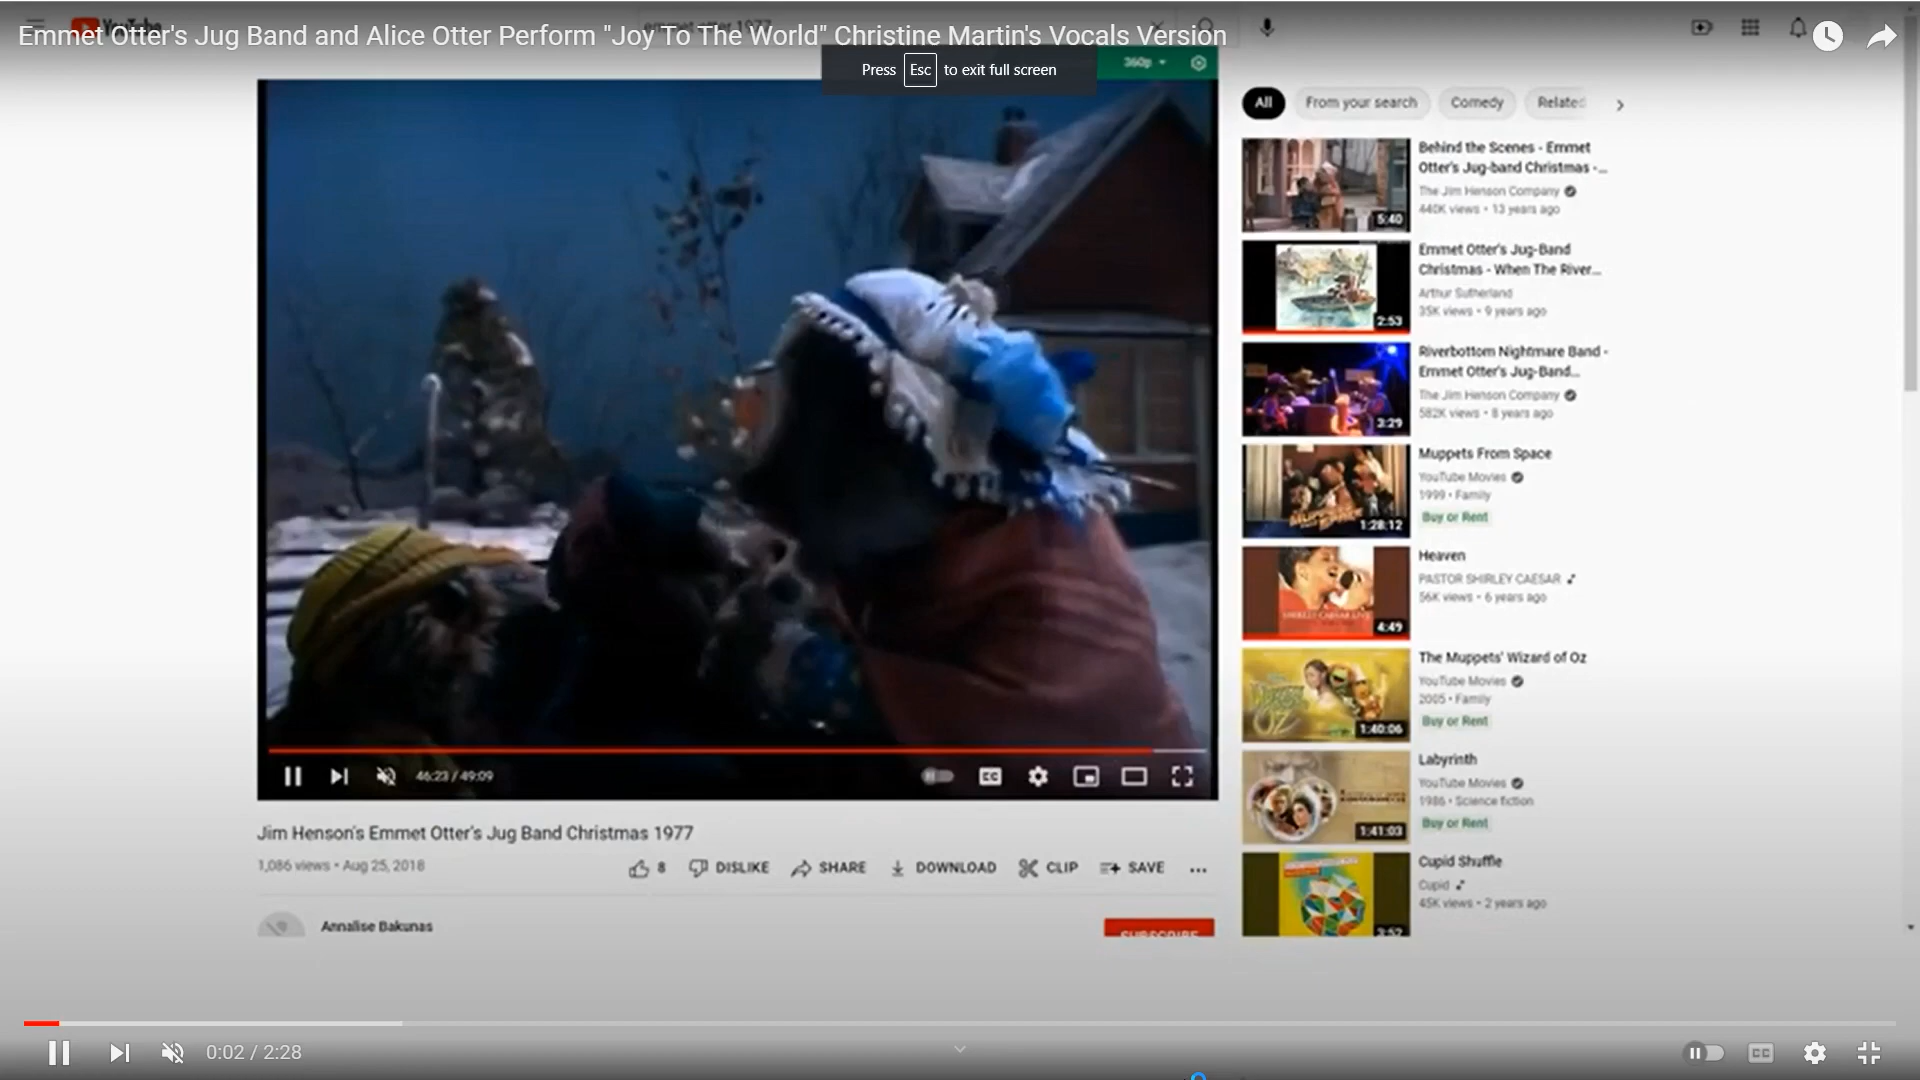 Emmet Otter's Jug Band and Alice Otter Perform "Joy To The World" Christine Martin's Vocals Version
Press Esc to exit full screen
360p
All
From your search
Comedy
Related
Behind the Scenes - Emmet
Otter's Jug-band Christmas -...
The Jim Henson Company
440K views • 13 years ago
5:40
Emmet Otter's Jug-Band
Christmas - When The River...
Arthur Sutherland
35K views • 9 years ago
2:53
Riverbottom Nightmare Band -
Emmet Otter's Jug-Band...
The Jim Henson Company
582K views • 8 years ago
3:29
Muppets From Space
YouTube Movies
1999 • Family
Buy or Rent
1:28:12
Heaven
PASTOR SHIRLEY CAESAR
56K views • 6 years ago
4:49
The Muppets' Wizard of Oz
YouTube Movies
2005 • Family
Buy or Rent
1:40:06
Labyrinth
YouTube Movies
1986 • Science fiction
Buy or Rent
1:41:03
Cupid Shuffle
Cupid
45K views • 2 years ago
3:52
46:23 / 49:09
CC
Jim Henson's Emmet Otter's Jug Band Christmas 1977
1,086 views • Aug 25, 2018
8
DISLIKE
SHARE
DOWNLOAD
CLIP
SAVE
Annalise Bakunas
SUBSCRIBE
0:02 / 2:28
CC